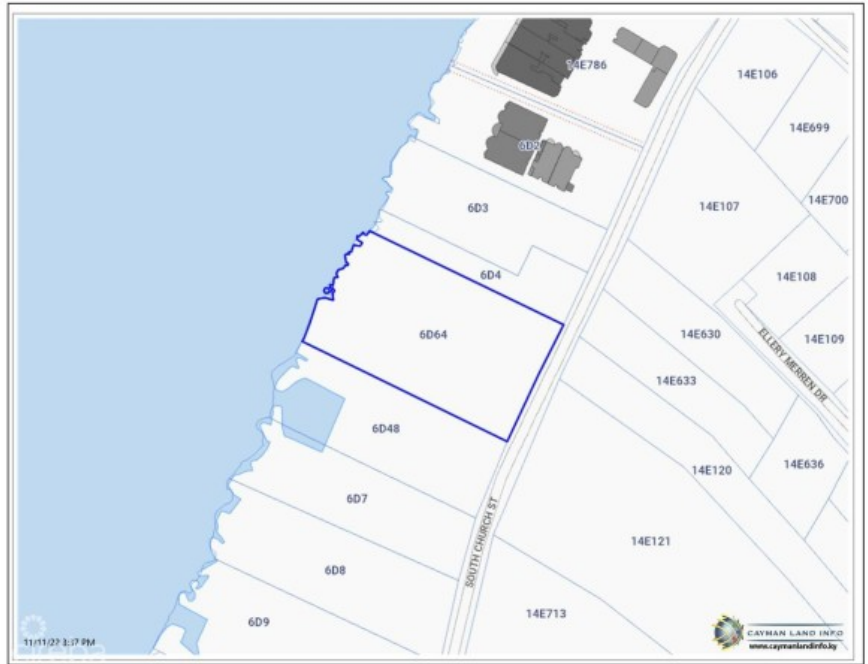 14E786
14E106
14E699
6D2
14E700
6D3
14E107
6D4
14E108
6D64
14E630
14E109
ELLERY MERREN DR
14E633
6D48
14E636
14E120
6D7
SOUTH CHURCH ST
14E121
6D8
14E713
6D9
CAYMAN LAND INFO
www.caymanlandinfo.ky